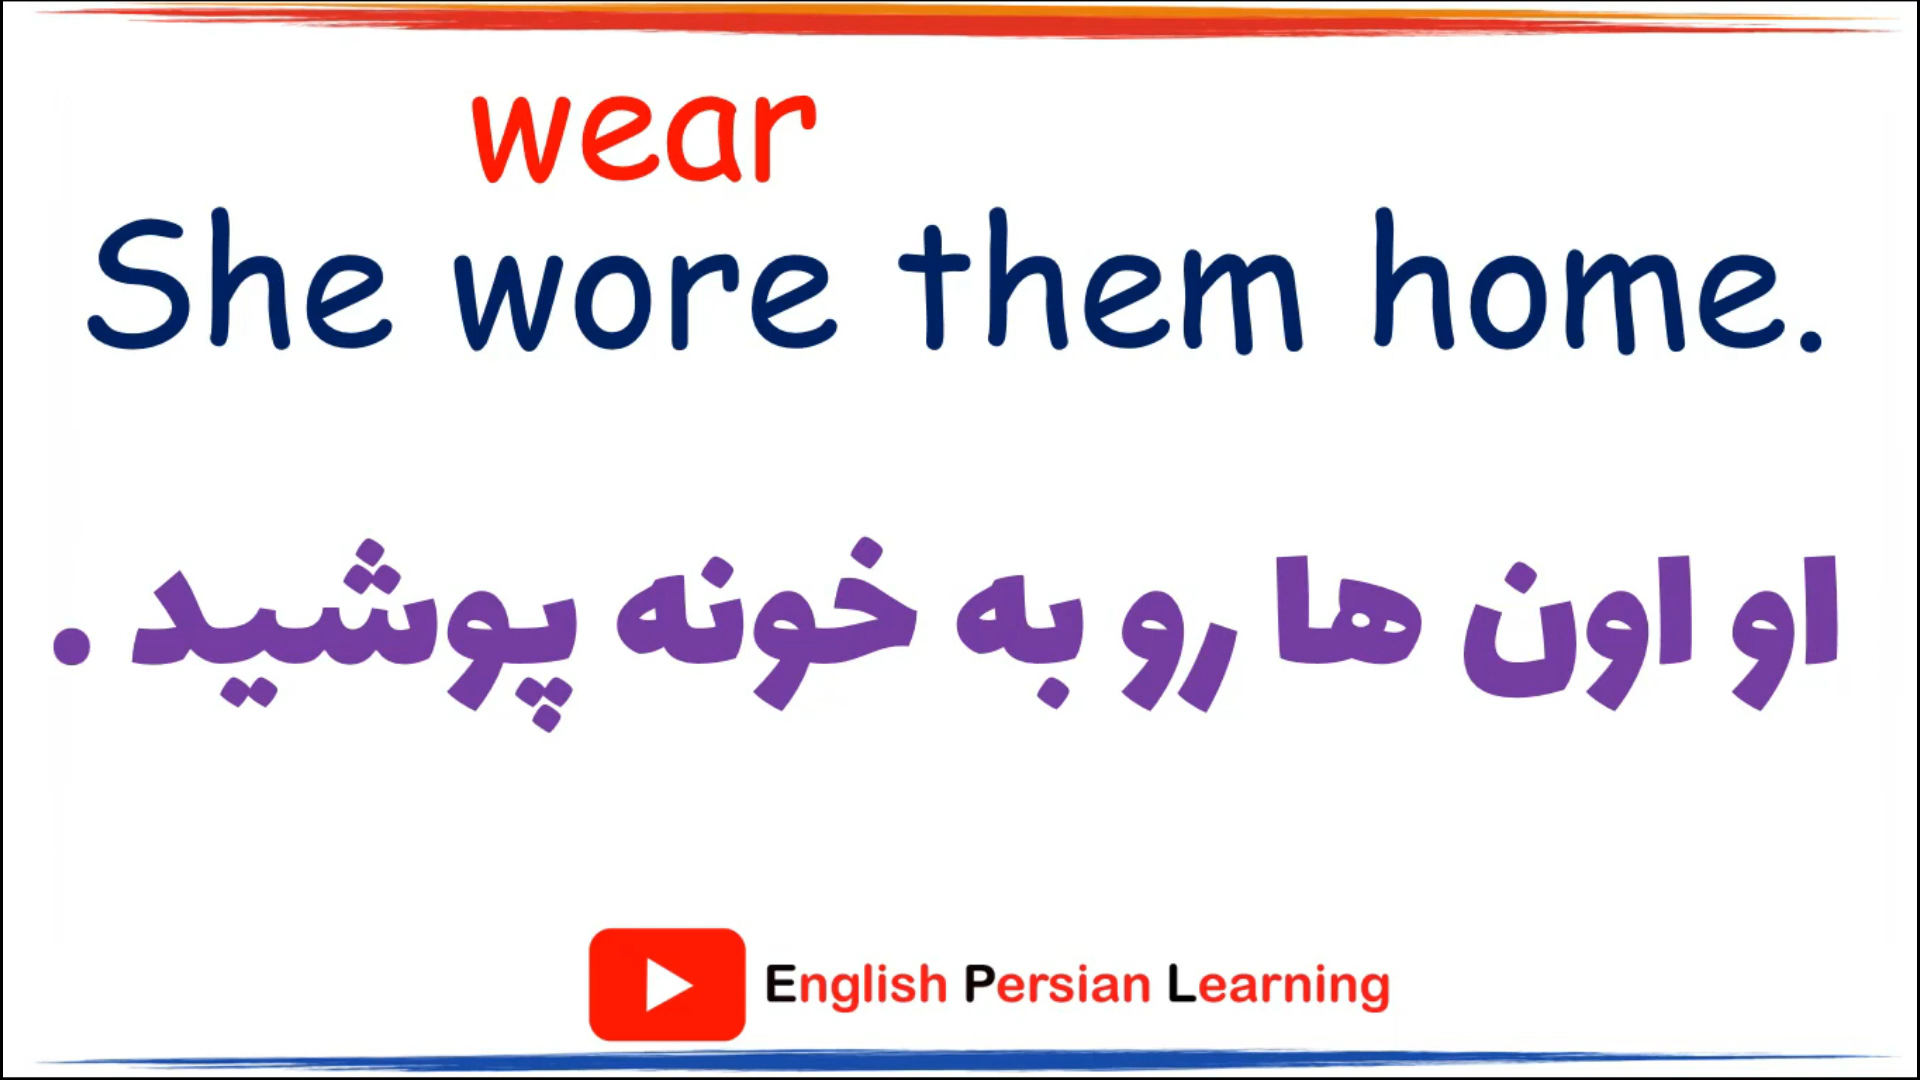 wear
She wore them home.
او اون ها رو به خونه پوشید .
English Persian Learning